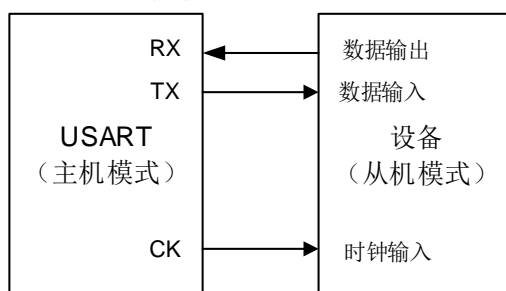 RX
数据输出
TX
数据输入
USART
（主机模式）
设备
（从机模式）
CK
时钟输入